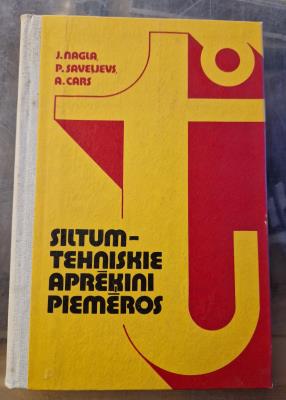 J. NAGLA,
P. SAVEĻJEVS,
A. CARS
t°
SILTUM-
TEHNISKIE
APRĒĶINI
PIEMĒROS